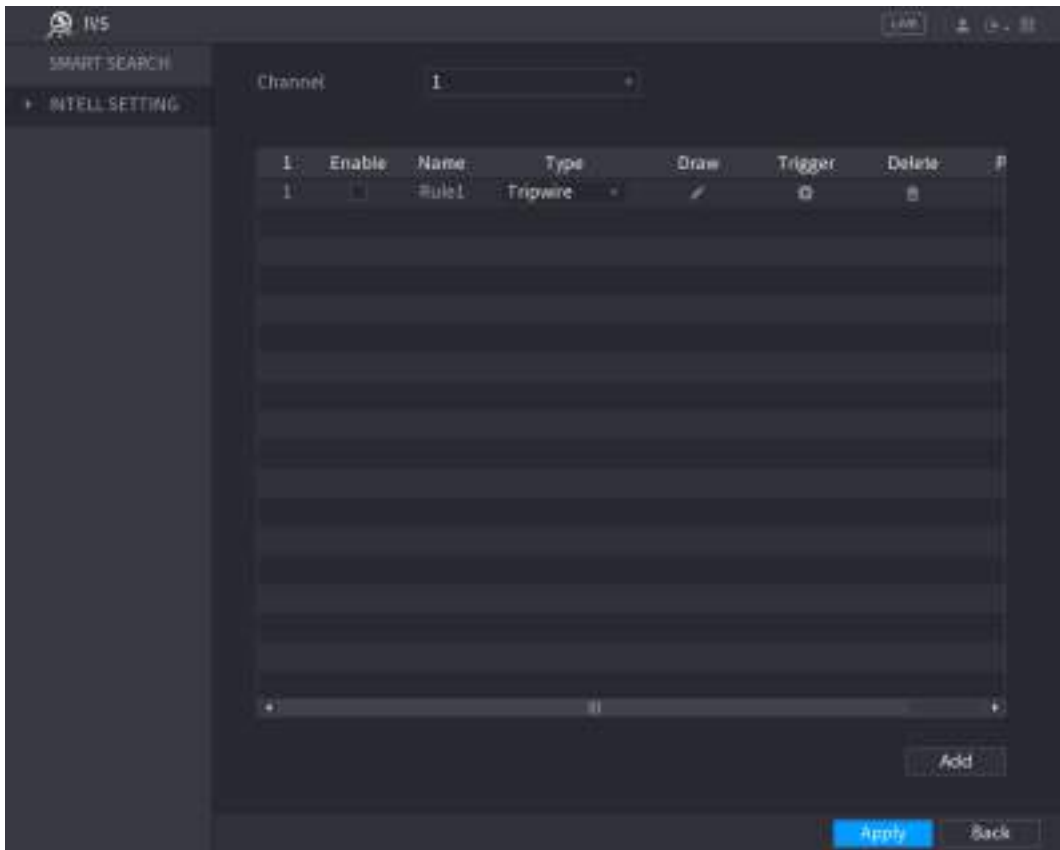 IVS
LIVE
SMART SEARCH
INTELL SETTING
Channel 1
1 Enable Name Type Draw Trigger Delete P
1 Rule1 Tripwire
Add
Apply Back